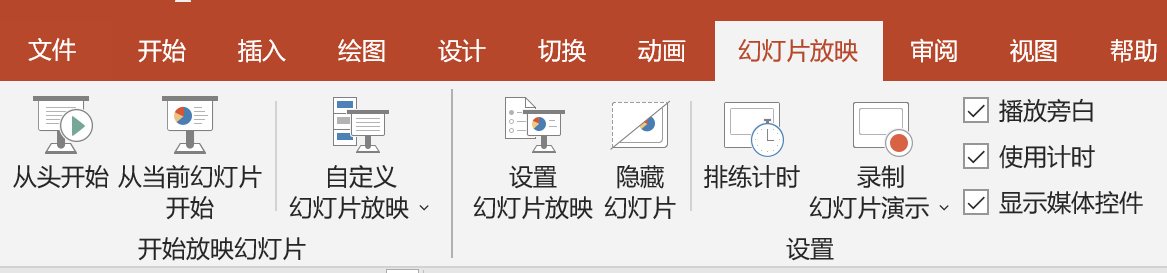 文件 开始 插入 绘图 设计 切换 动画 幻灯片放映 审阅 视图 帮助
从头开始
从当前幻灯片
开始
自定义
幻灯片放映
开始放映幻灯片
设置
幻灯片放映
隐藏
幻灯片
排练计时
录制
幻灯片演示
播放旁白
使用计时
显示媒体控件
设置